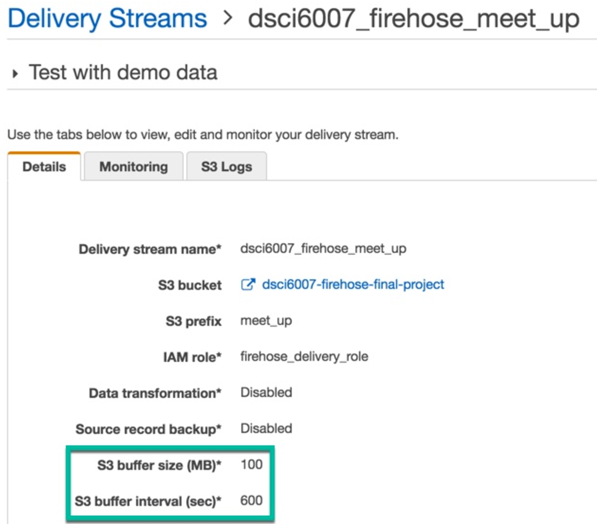 Delivery Streams > dsci6007_firehose_meet_up
Test with demo data
Use the tabs below to view, edit and monitor your delivery stream.
Details Monitoring S3 Logs
Delivery stream name* dsci6007_firehose_meet_up
S3 bucket dsci6007-firehose-final-project
S3 prefix meet_up
IAM role* firehose_delivery_role
Data transformation* Disabled
Source record backup* Disabled
S3 buffer size (MB)* 100
S3 buffer interval (sec)* 600